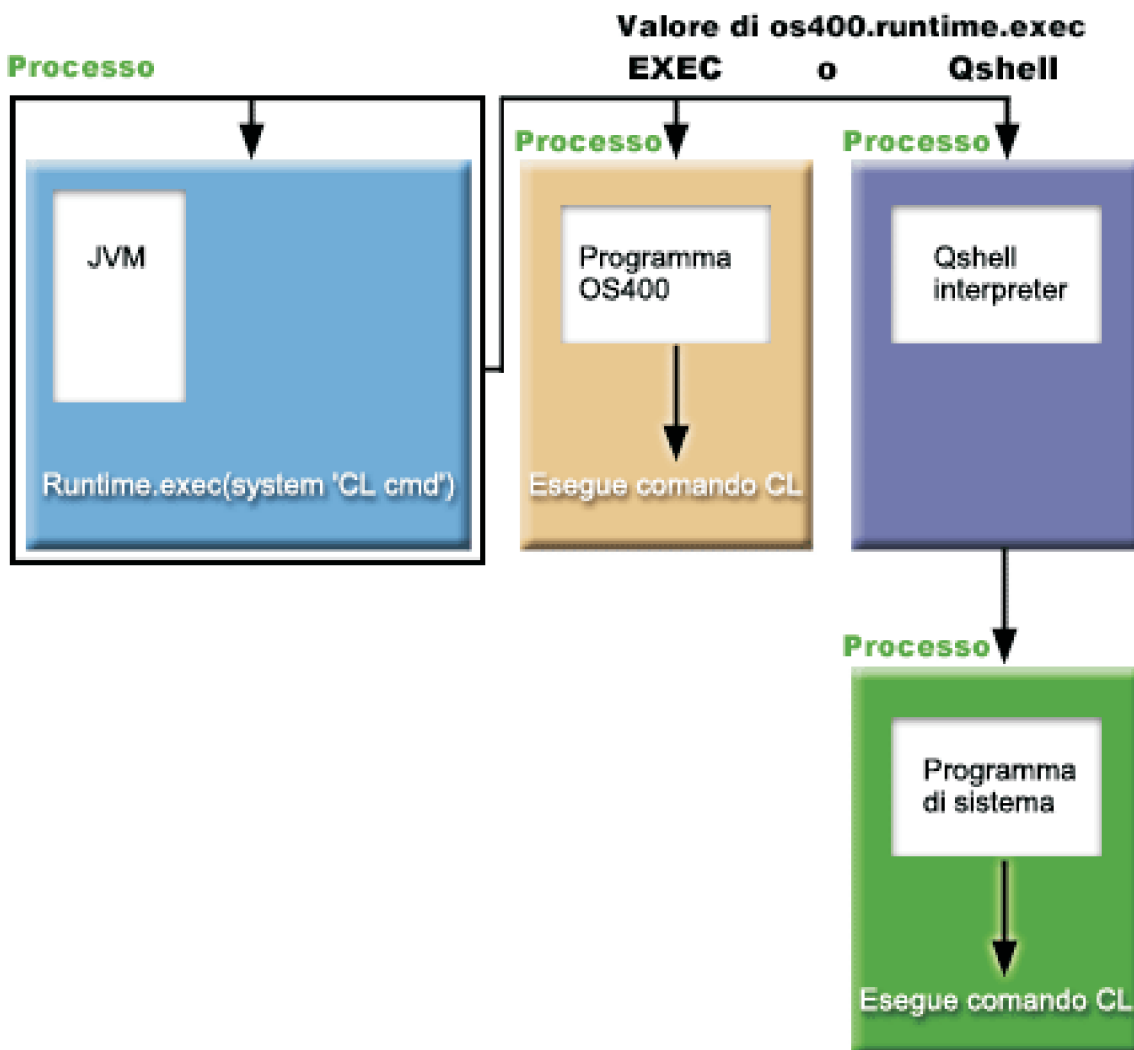 Valore di os400.runtime.exec
Processo
EXEC o Qshell
Processo
Processo
JVM
Programma
OS400
Qshell
interpreter
Runtime.exec(system 'CL cmd')
Esegue comando CL
Processo
Programma
di sistema
Esegue comando CL